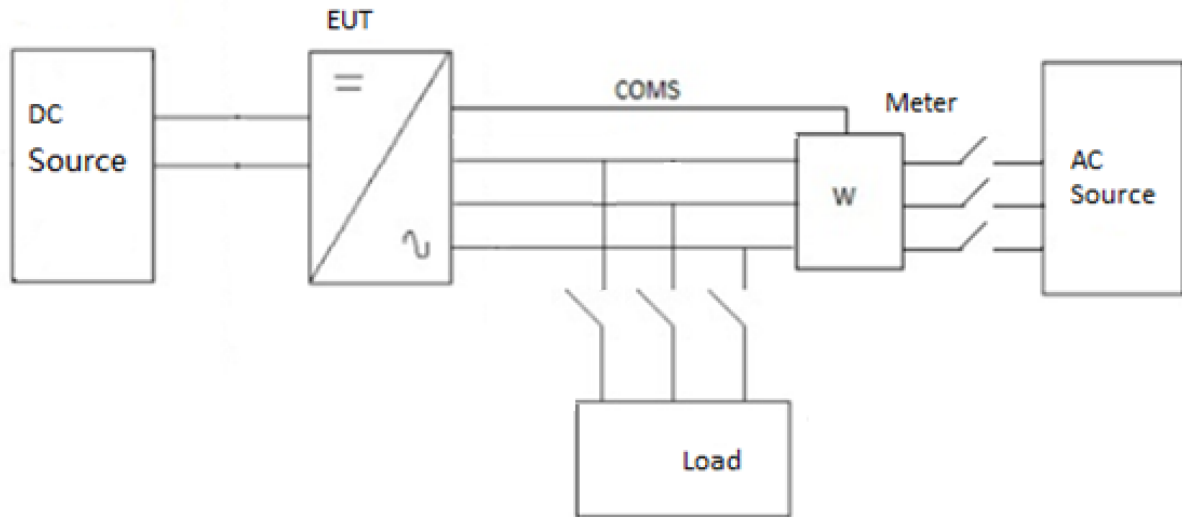 EUT
DC
Source
COMS
Meter
W
AC
Source
Load